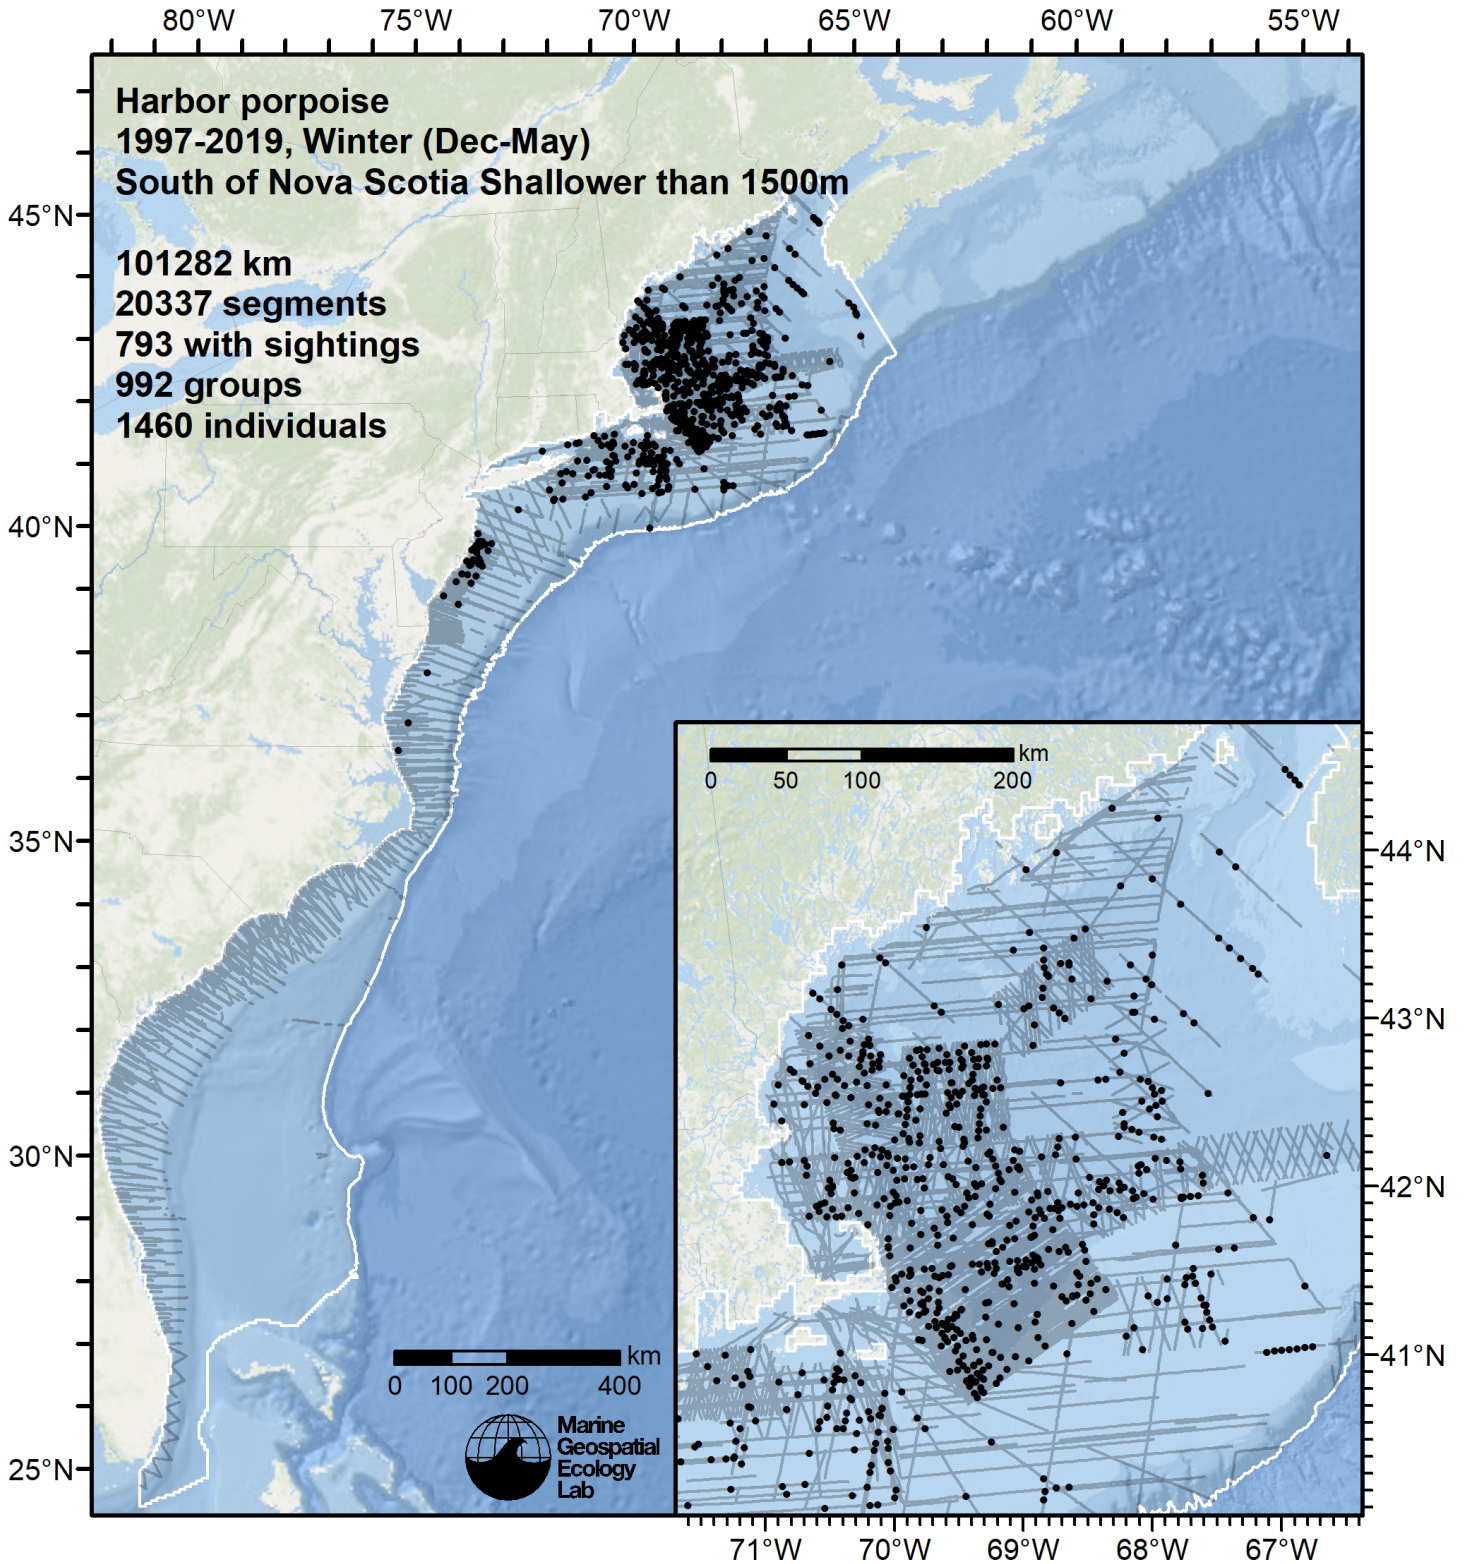 80°W 75°W 70°W 65°W 60°W 55°W
Harbor porpoise
1997-2019, Winter (Dec-May)
South of Nova Scotia Shallower than 1500m
45°N
101282 km
20337 segments
793 with sightings
992 groups
1460 individuals
40°N
35°N
30°N
25°N
km
0 50 100 200
44°N
43°N
42°N
41°N
km
0 100 200 400
Marine
Geospatial
Ecology
Lab
71°W 70°W 69°W 68°W 67°W